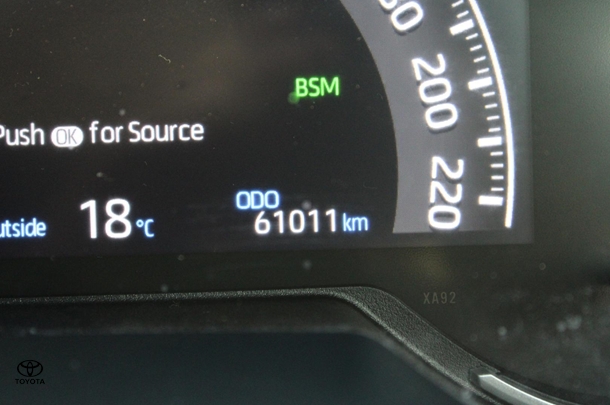 200
220
BSM
Push OK for Source
utside 18°C
ODO
61011 km
XA92
TOYOTA